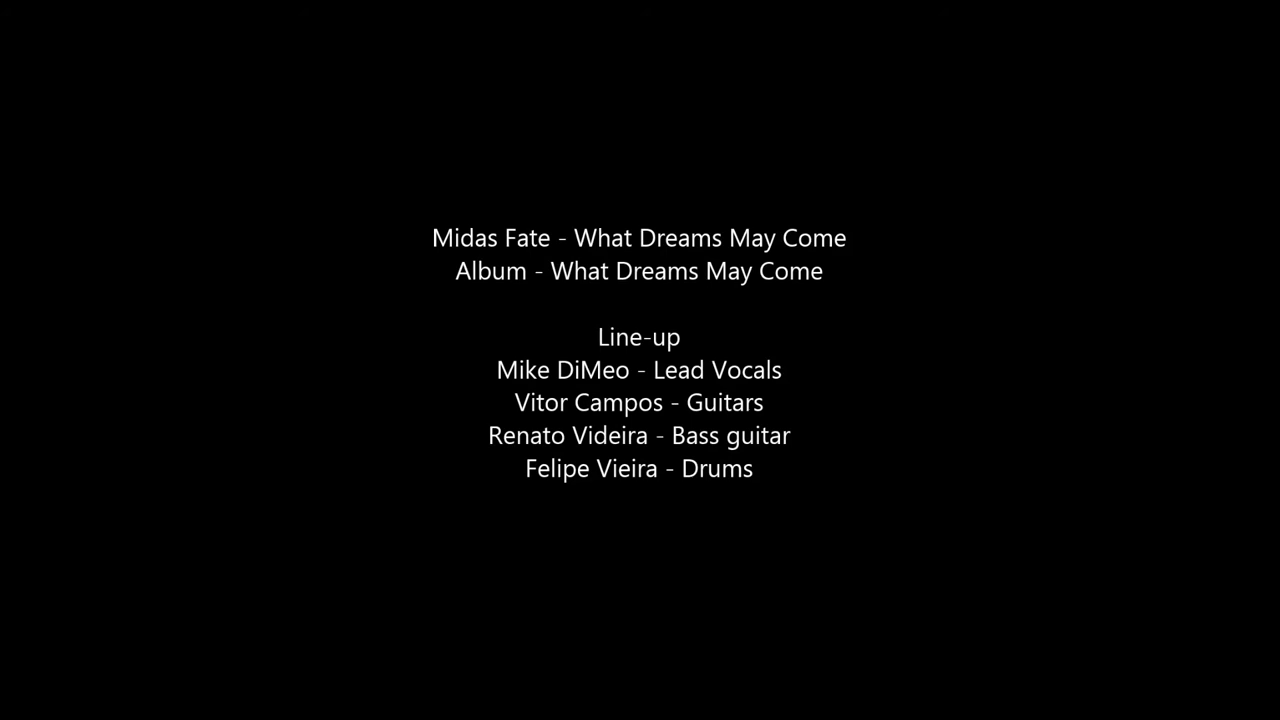 Midas Fate - What Dreams May Come
Album - What Dreams May Come
Line-up
Mike DiMeo - Lead Vocals
Vitor Campos - Guitars
Renato Videira - Bass guitar
Felipe Vieira - Drums